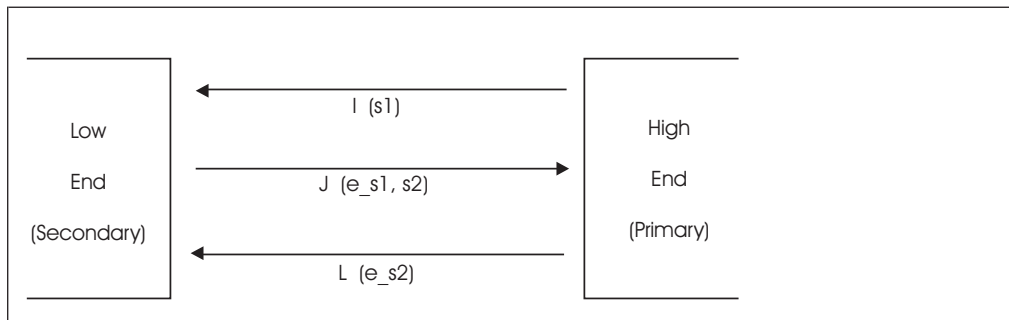 Low
End
(Secondary)
I (s1)
J (e_s1, s2)
L (e_s2)
High
End
(Primary)